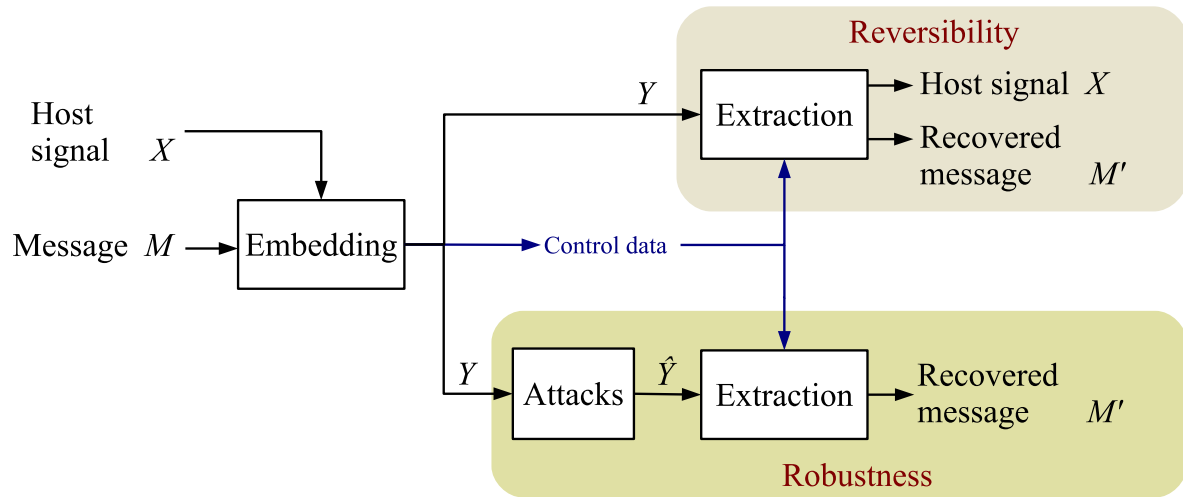 Reversibility
Y
Extraction
Host signal X
Recovered
message M′
Host
signal X
Message M
Embedding
Control data
Y
Attacks
Ŷ
Extraction
Recovered
message M′
Robustness